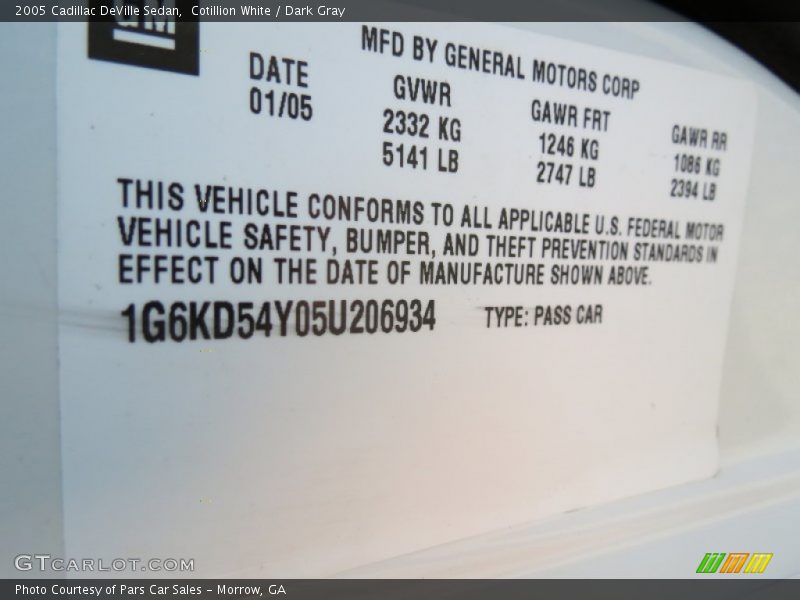 2005 Cadillac DeVille Sedan, Cotillion White / Dark Gray
GM
MFD BY GENERAL MOTORS CORP
DATE GVWR GAWR FRT GAWR RR
01/05 2332 KG 1246 KG 1086 KG
5141 LB 2747 LB 2394 LB
THIS VEHICLE CONFORMS TO ALL APPLICABLE U.S. FEDERAL MOTOR
VEHICLE SAFETY, BUMPER, AND THEFT PREVENTION STANDARDS IN
EFFECT ON THE DATE OF MANUFACTURE SHOWN ABOVE.
1G6KD54Y05U206934 TYPE: PASS CAR
GTCARLOT.COM
Photo Courtesy of Pars Car Sales - Morrow, GA